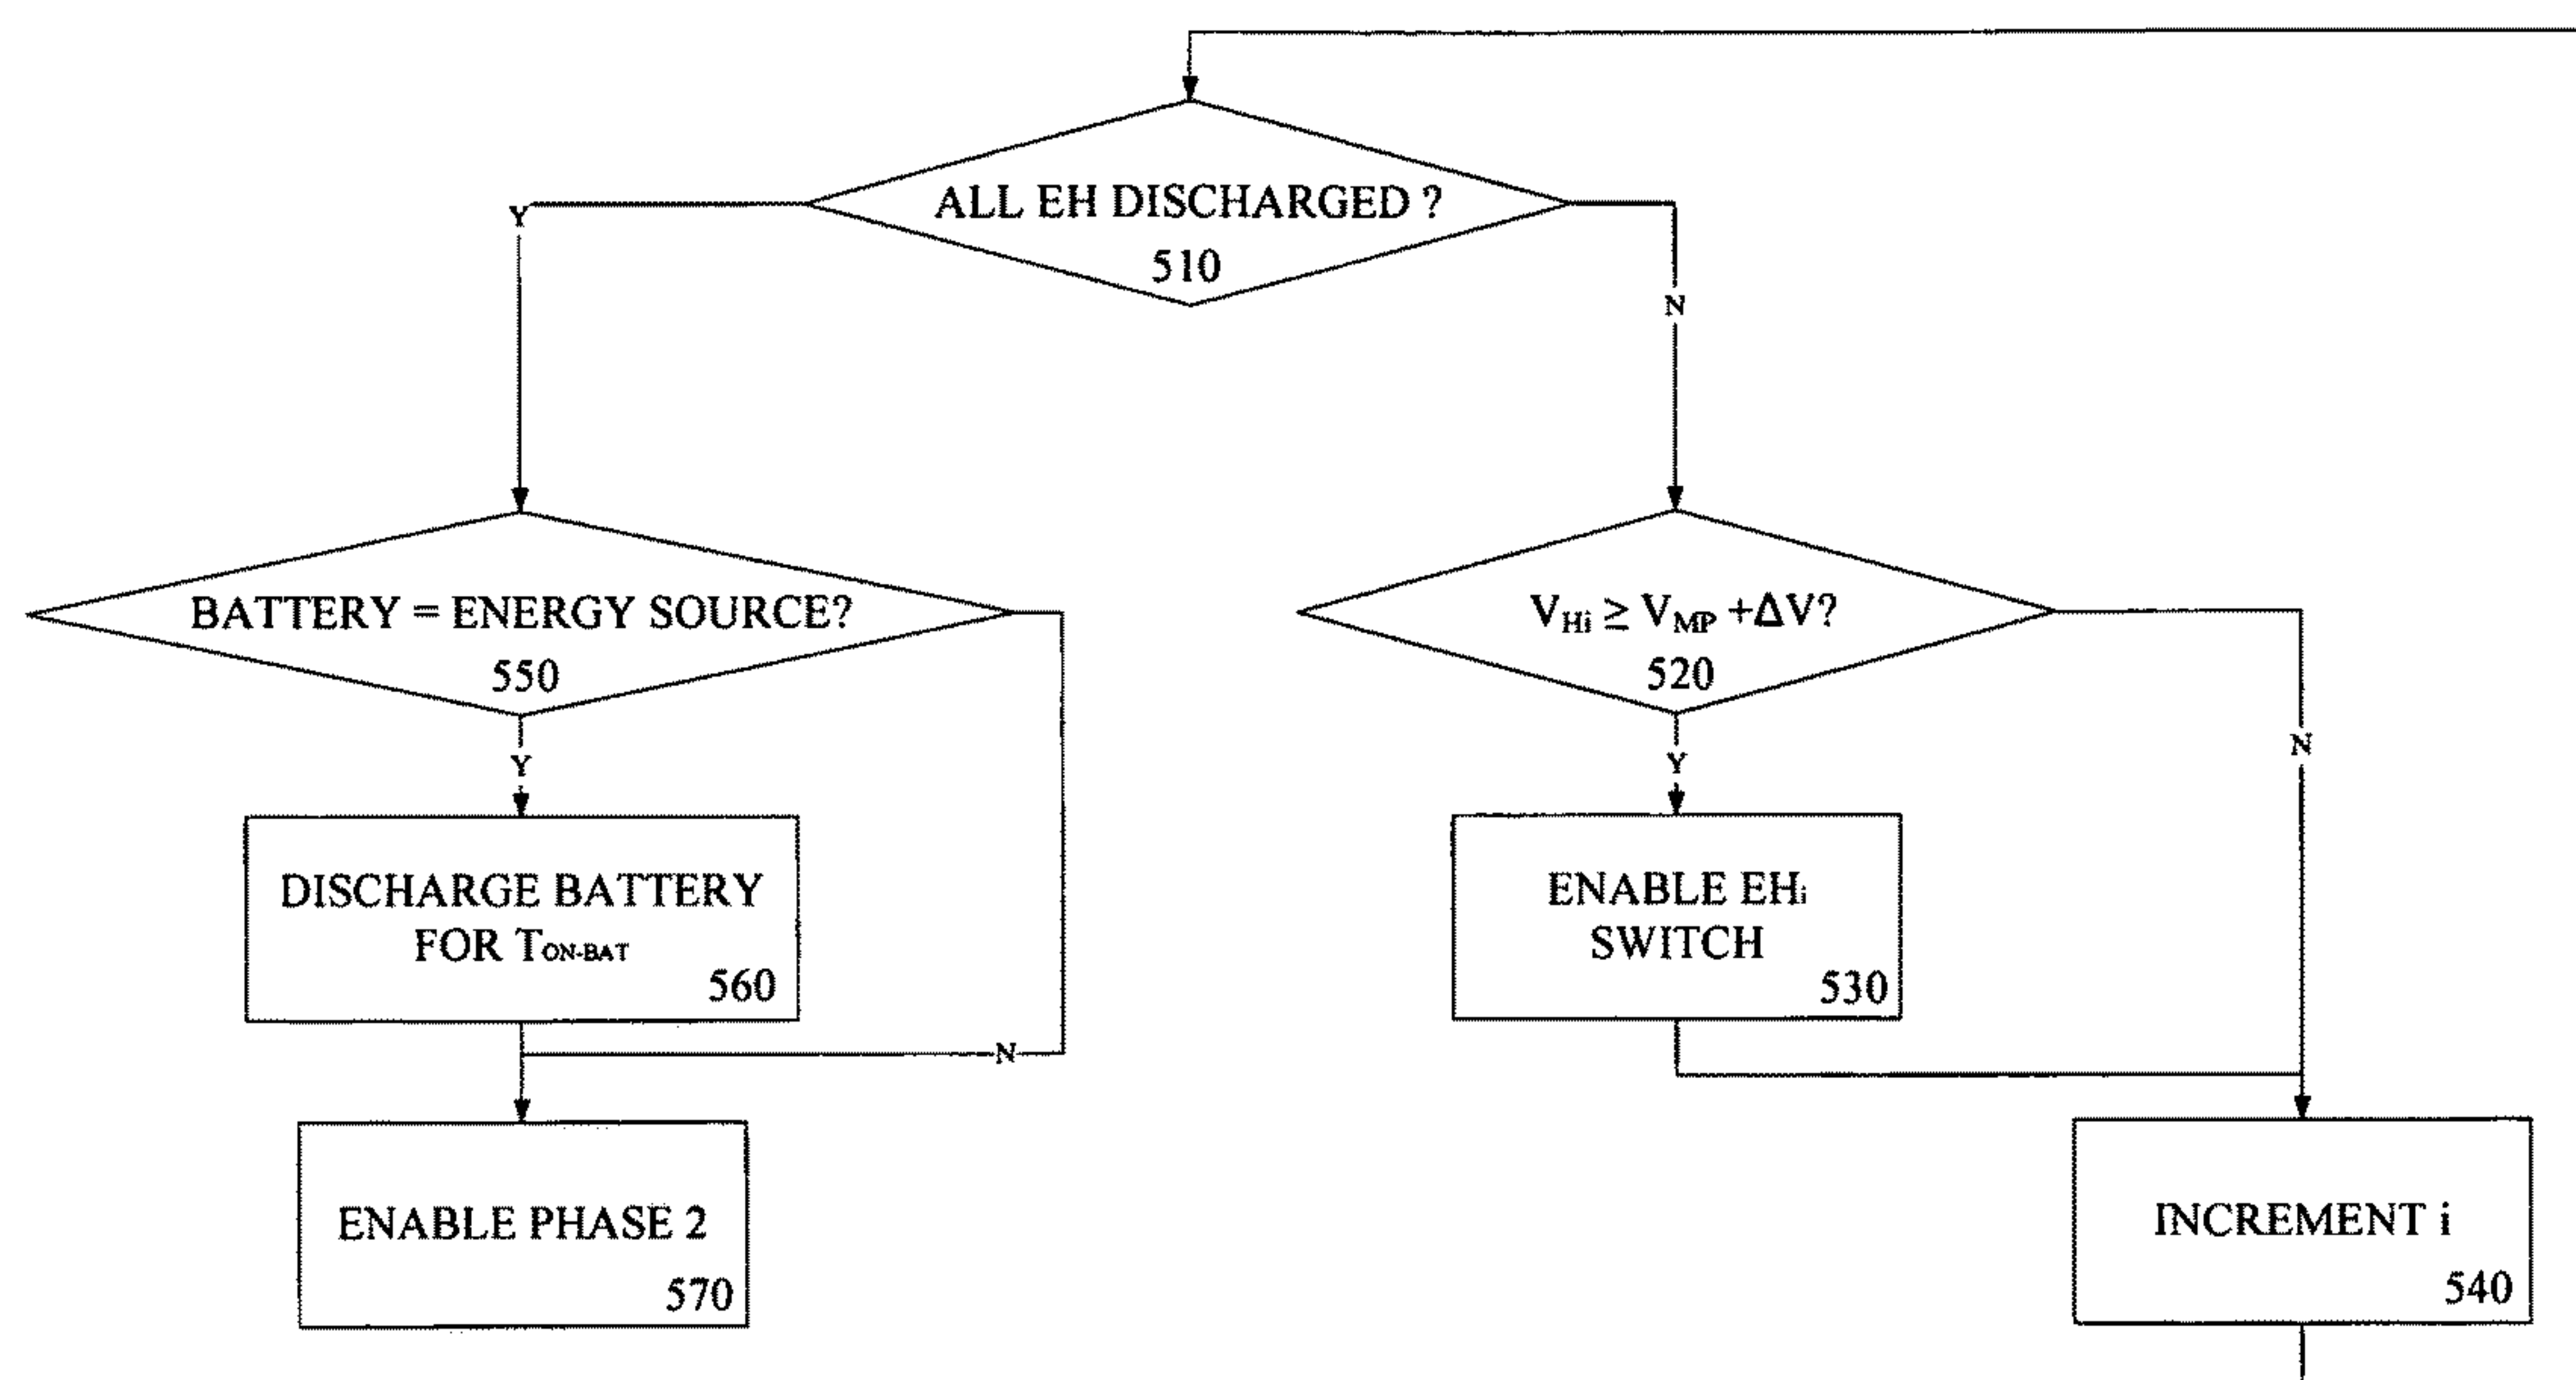 ALL EH DISCHARGED ?
510
Y
N
BATTERY = ENERGY SOURCE?
550
V_Hi ≥ V_MP +ΔV?
520
Y
Y
N
DISCHARGE BATTERY
FOR T_ON-BAT
560
ENABLE EH_i
SWITCH
530
N
ENABLE PHASE 2
570
INCREMENT i
540